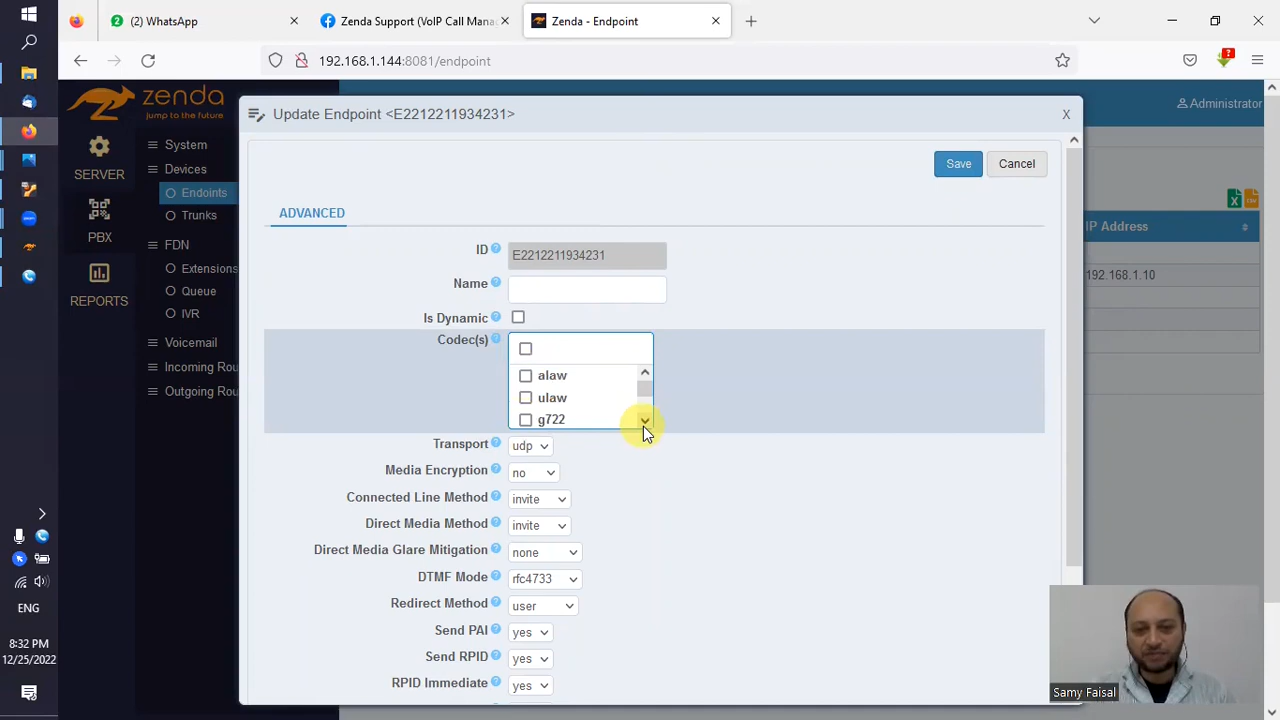 (2) WhatsApp
Zenda Support (VoIP Call Mana
Zenda - Endpoint
192.168.1.144:8081/endpoint
zenda
jump to the future
Administrator
Update Endpoint <E2212211934231>
X
Save
Cancel
ADVANCED
SERVER
PBX
REPORTS
System
Devices
Endoints
Trunks
FDN
Extensions
Queue
IVR
Voicemail
Incoming Rou
Outgoing Rou
IP Address
192.168.1.10
ID
E2212211934231
Name
Is Dynamic
Codec(s)
alaw
ulaw
g722
Transport
udp
Media Encryption
no
Connected Line Method
invite
Direct Media Method
invite
Direct Media Glare Mitigation
none
DTMF Mode
rfc4733
Redirect Method
user
Send PAI
yes
Send RPID
yes
RPID Immediate
yes
ENG
8:32 PM
12/25/2022
Samy Faisal